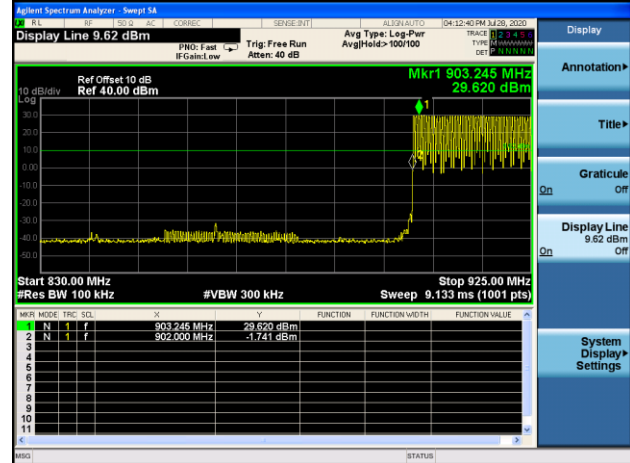 Agilent Spectrum Analyzer - Swept SA
RL RF 50 Ω AC CORREC SENSE:INT ALIGNAUTO 04:12:40 PM Jul 28, 2020
Display Line 9.62 dBm
PNO: Fast
IFGain:Low
Trig: Free Run
Atten: 40 dB
Avg Type: Log-Pwr
Avg|Hold:> 100/100
TRACE 1 2 3 4 5 6
TYPE
DET P N N N N N
Display
Annotation
Title
Graticule
On Off
Display Line
9.62 dBm
On Off
System
Display
Settings
Mkr1 903.245 MHz
29.620 dBm
Ref Offset 10 dB
Ref 40.00 dBm
10 dB/div
Log
30.0
20.0
10.0
0.00
-10.0
-20.0
-30.0
-40.0
-50.0
1
Start 830.00 MHz
Stop 925.00 MHz
#Res BW 100 kHz
#VBW 300 kHz
Sweep 9.133 ms (1001 pts)
MKR MODE TRC SCL X Y FUNCTION FUNCTION WIDTH FUNCTION VALUE
1 N 1 f 903.245 MHz 29.620 dBm
2 N 1 f 902.000 MHz -1.741 dBm
3
4
5
6
7
8
9
10
11
MSG
STATUS